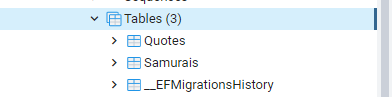 Tables (3)
Quotes
Samurais
__EFMigrationsHistory